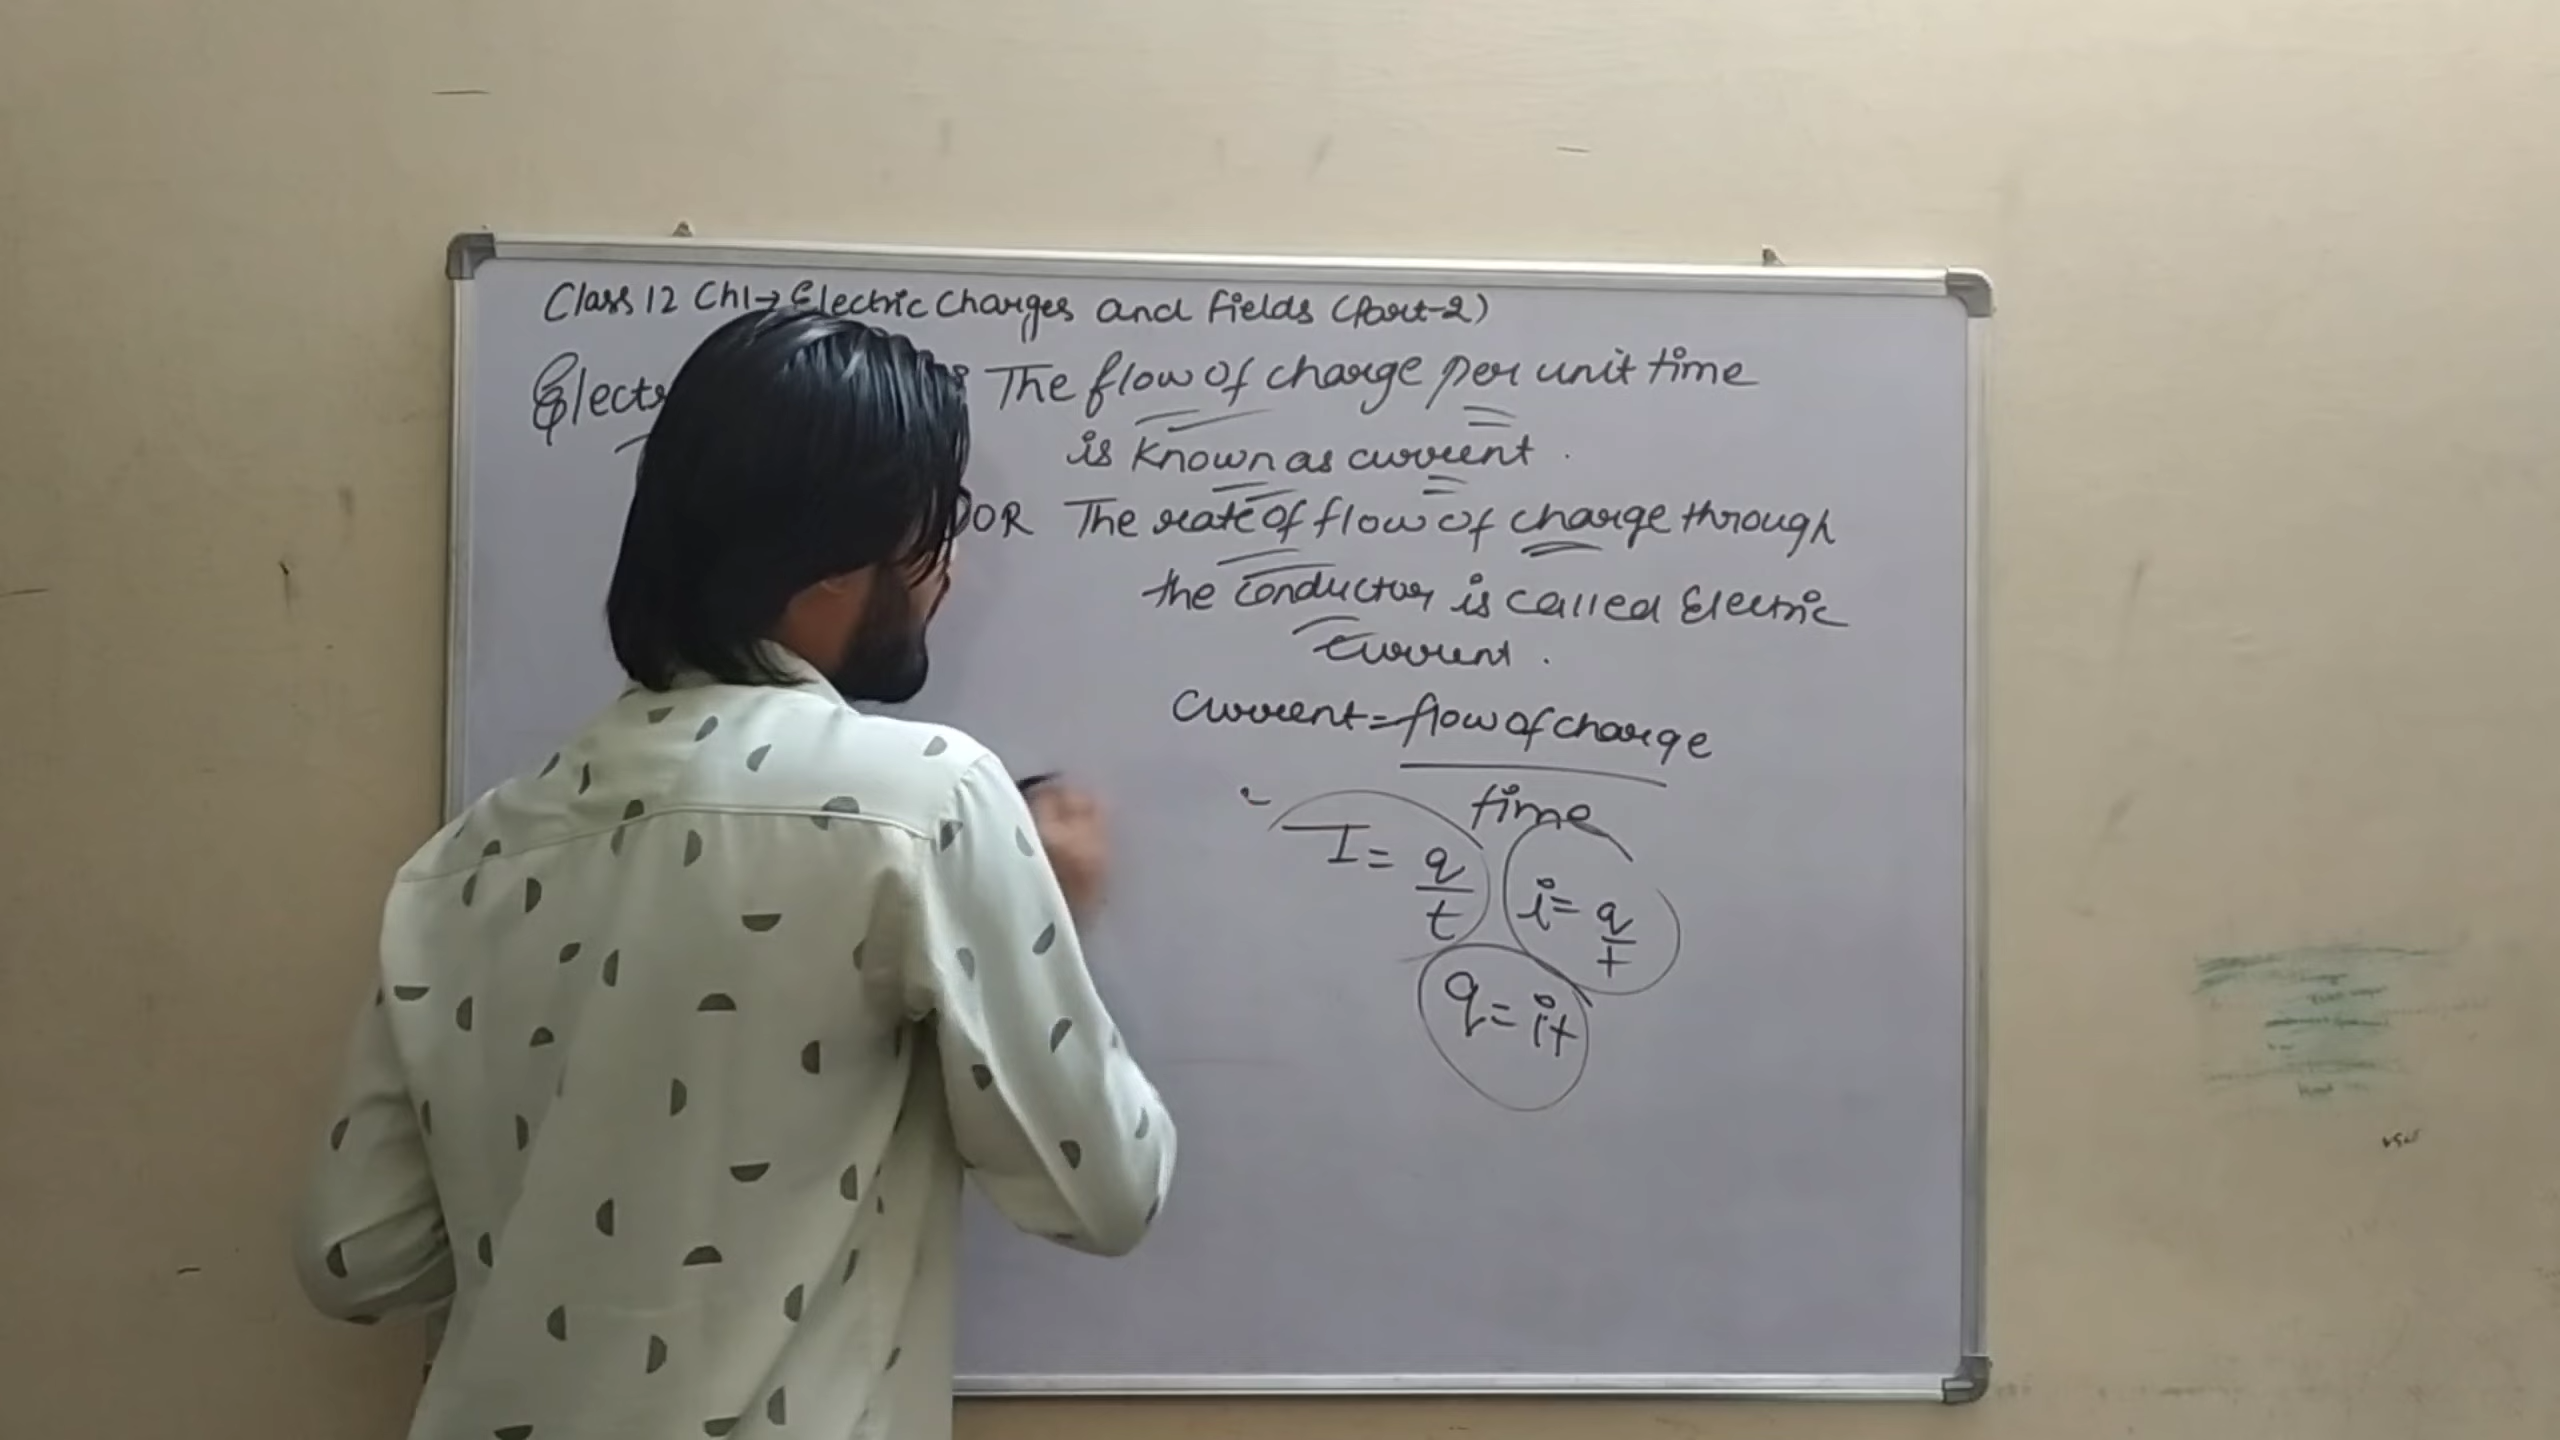 Class 12 Ch1→ Electric Charges and Fields (Part-2)
The flow of charge per unit time
is known as current.
OR The rate of flow of charge through
the conductor is called Electric
current.
Current = flow of charge
time
I = q/t i = q/t
q = it